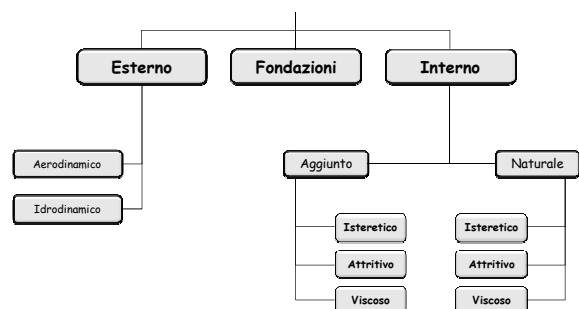 Esterno
Fondazioni
Interno
Aerodinamico
Idrodinamico
Aggiunto
Naturale
Isteretico
Isteretico
Attritivo
Attritivo
Viscoso
Viscoso